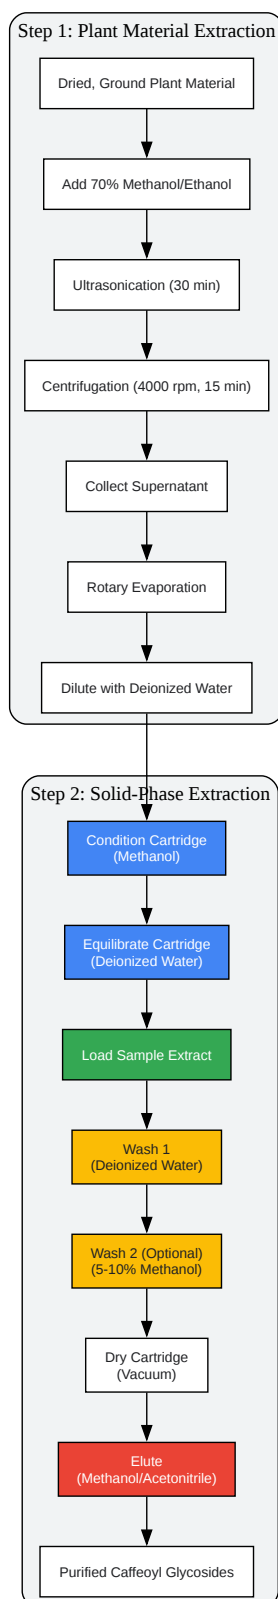 Step 1: Plant Material Extraction
Dried, Ground Plant Material
Add 70% Methanol/Ethanol
Ultrasonication (30 min)
Centrifugation (4000 rpm, 15 min)
Collect Supernatant
Rotary Evaporation
Dilute with Deionized Water
Step 2: Solid-Phase Extraction
Condition Cartridge
(Methanol)
Equilibrate Cartridge
(Deionized Water)
Load Sample Extract
Wash 1
(Deionized Water)
Wash 2 (Optional)
(5-10% Methanol)
Dry Cartridge
(Vacuum)
Elute
(Methanol/Acetonitrile)
Purified Caffeoyl Glycosides